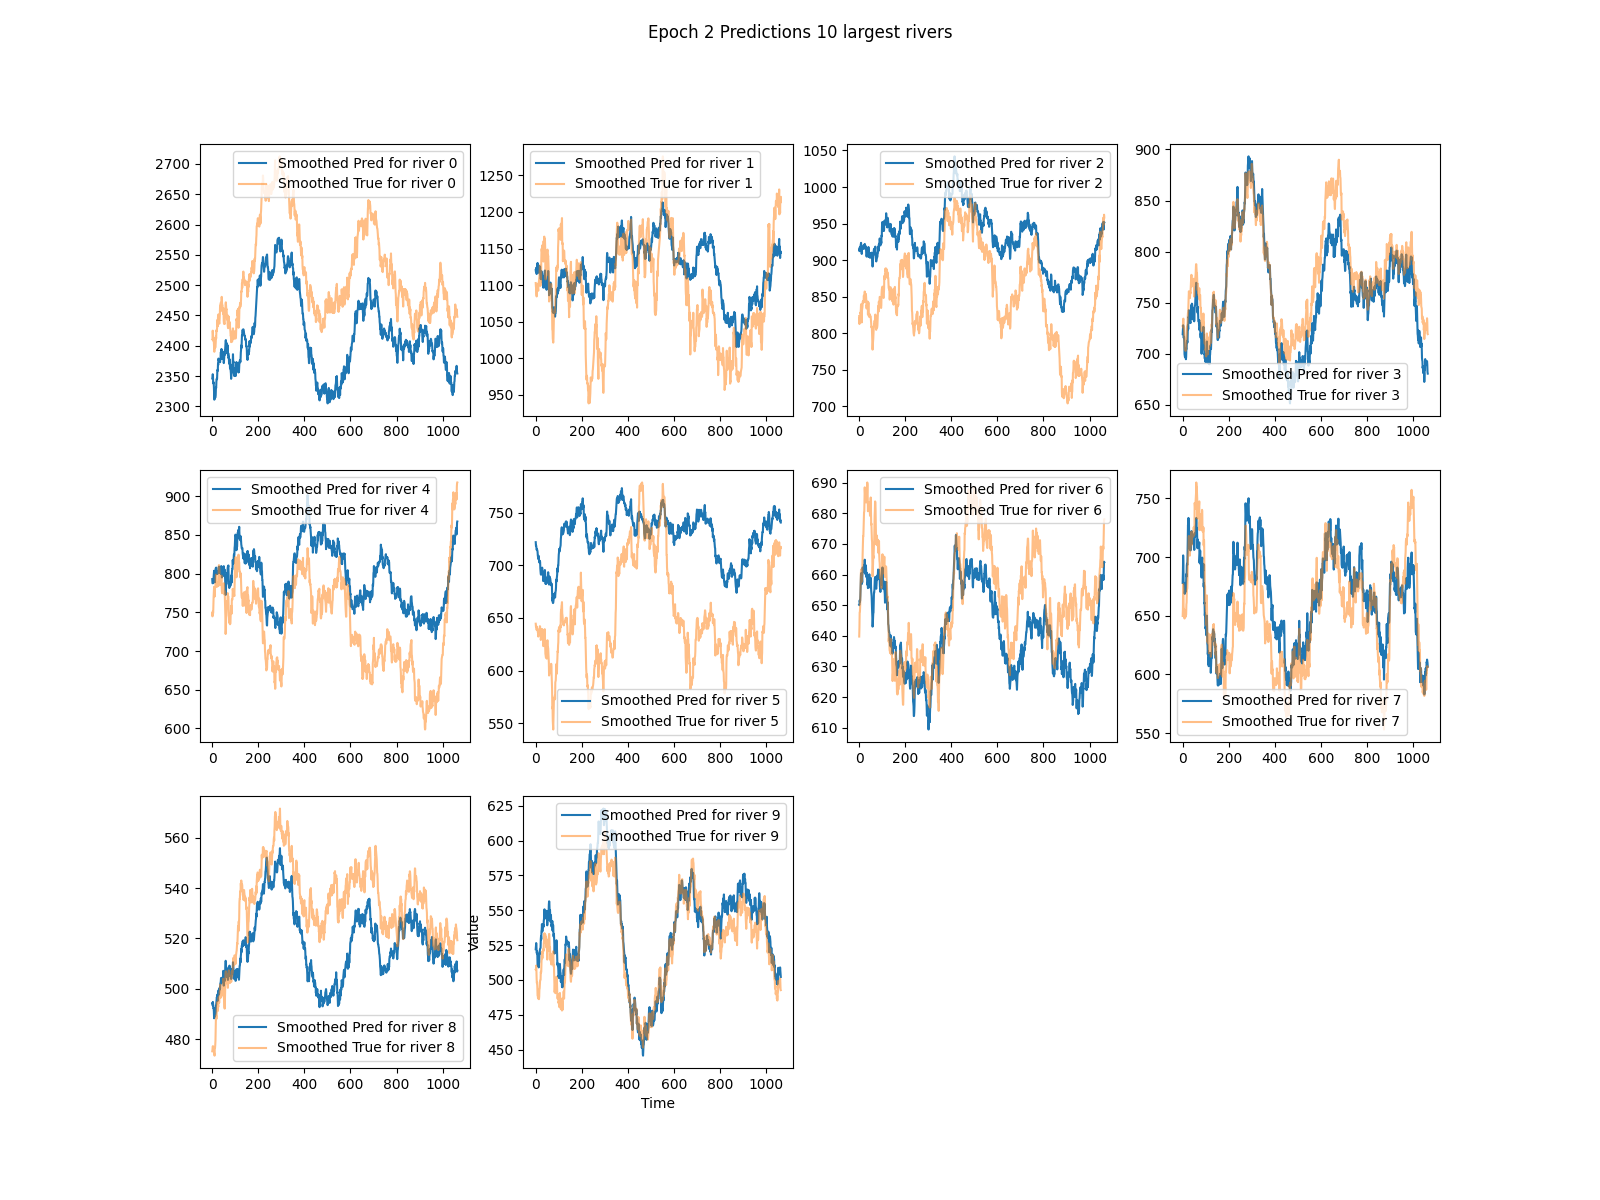 Epoch 2 Predictions 10 largest rivers
2700
2650
2600
2550
2500
2450
2400
2350
2300
Smoothed Pred for river 0
Smoothed True for river 0
0 200 400 600 800 1000
1250
1200
1150
1100
1050
1000
950
Smoothed Pred for river 1
Smoothed True for river 1
0 200 400 600 800 1000
1050
1000
950
900
850
800
750
700
Smoothed Pred for river 2
Smoothed True for river 2
0 200 400 600 800 1000
900
850
800
750
700
650
Smoothed Pred for river 3
Smoothed True for river 3
0 200 400 600 800 1000
900
850
800
750
700
650
600
Smoothed Pred for river 4
Smoothed True for river 4
0 200 400 600 800 1000
750
700
650
600
550
Smoothed Pred for river 5
Smoothed True for river 5
0 200 400 600 800 1000
690
680
670
660
650
640
630
620
610
Smoothed Pred for river 6
Smoothed True for river 6
0 200 400 600 800 1000
750
700
650
600
550
Smoothed Pred for river 7
Smoothed True for river 7
0 200 400 600 800 1000
560
540
520
500
480
Smoothed Pred for river 8
Smoothed True for river 8
0 200 400 600 800 1000
Value
625
600
575
550
525
500
475
450
Smoothed Pred for river 9
Smoothed True for river 9
0 200 400 600 800 1000
Time